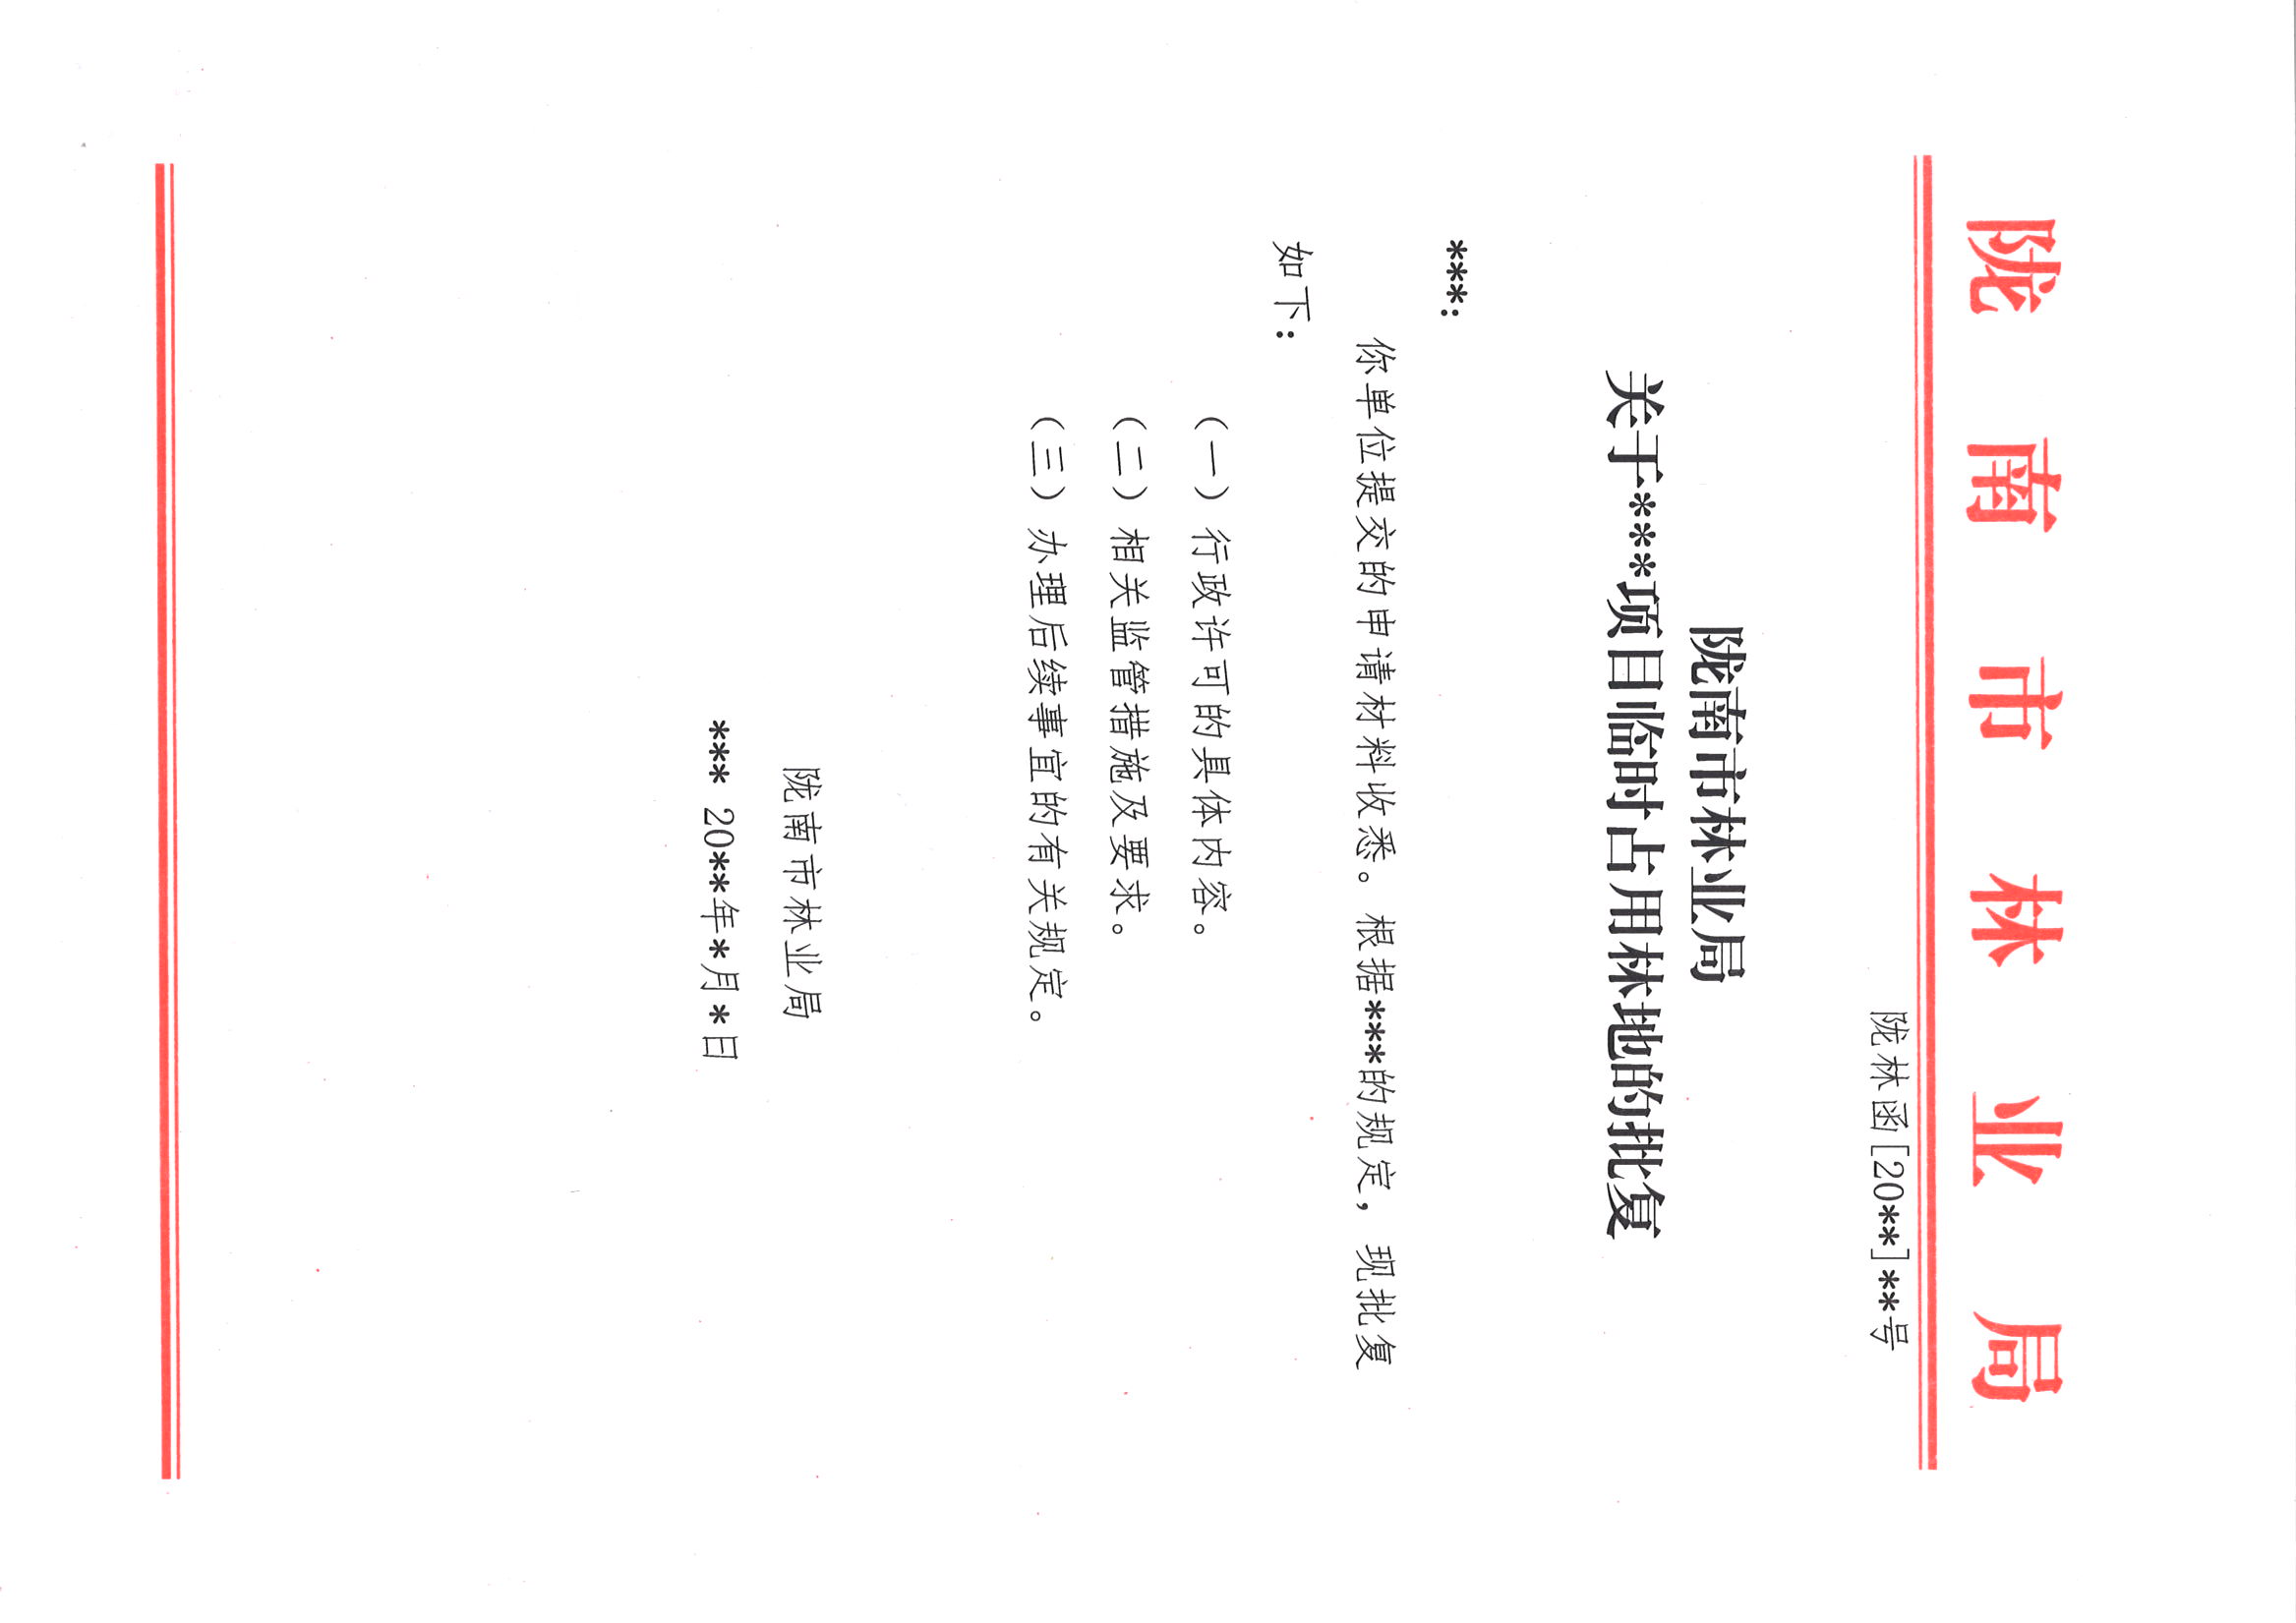 陇南市林业局
陇林函[20**]**号
陇南市林业局
关于***项目临时占用林地的批复
***:
你单位提交的申请材料收悉。根据***的规定，现批复
如下:
（一）行政许可的具体内容。
（二）相关监管措施及要求。
（三）办理后续事宜的有关规定。
陇南市林业局
*** 20**年*月*日